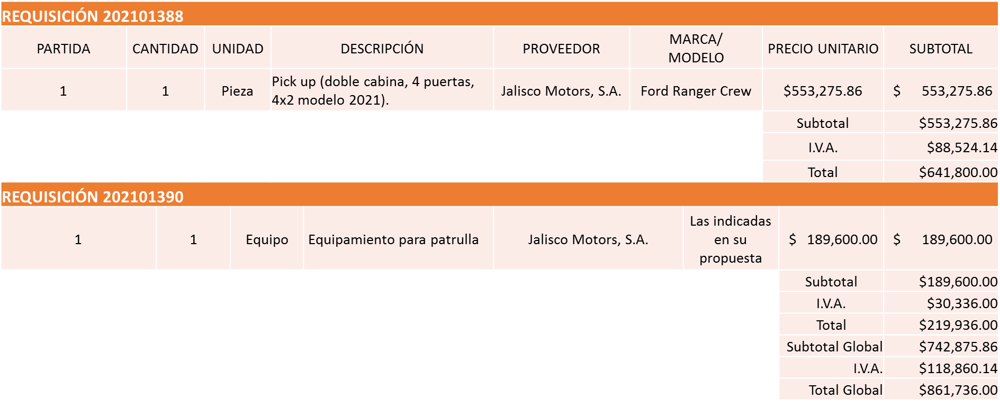 REQUISICIÓN 202101388
PARTIDA CANTIDAD UNIDAD DESCRIPCIÓN PROVEEDOR MARCA/ MODELO PRECIO UNITARIO SUBTOTAL
1 1 Pieza Pick up (doble cabina, 4 puertas, 4x2 modelo 2021). Jalisco Motors, S.A. Ford Ranger Crew $553,275.86 $ 553,275.86
Subtotal $553,275.86
I.V.A. $88,524.14
Total $641,800.00
REQUISICIÓN 202101390
1 1 Equipo Equipamiento para patrulla Jalisco Motors, S.A. Las indicadas en su propuesta $ 189,600.00 $ 189,600.00
Subtotal $189,600.00
I.V.A. $30,336.00
Total $219,936.00
Subtotal Global $742,875.86
I.V.A. $118,860.14
Total Global $861,736.00